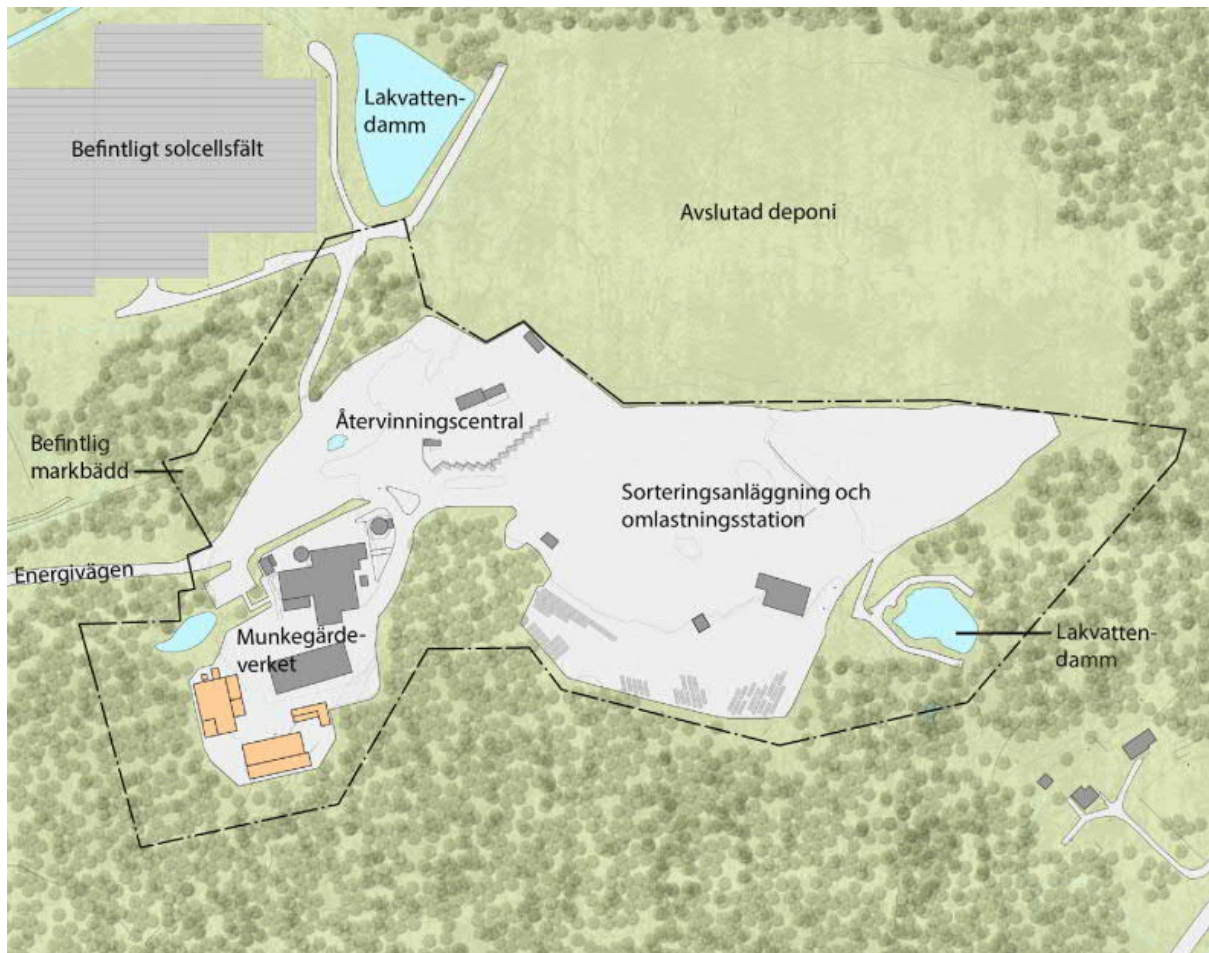 Lakvatten-
damm
Befintligt solcellsfält
Avslutad deponi
Återvinningscentral
Befintlig
markbädd
Sorteringsanläggning och
omlastningsstation
Energivägen
Munkegärde-
verket
Lakvatten-
damm